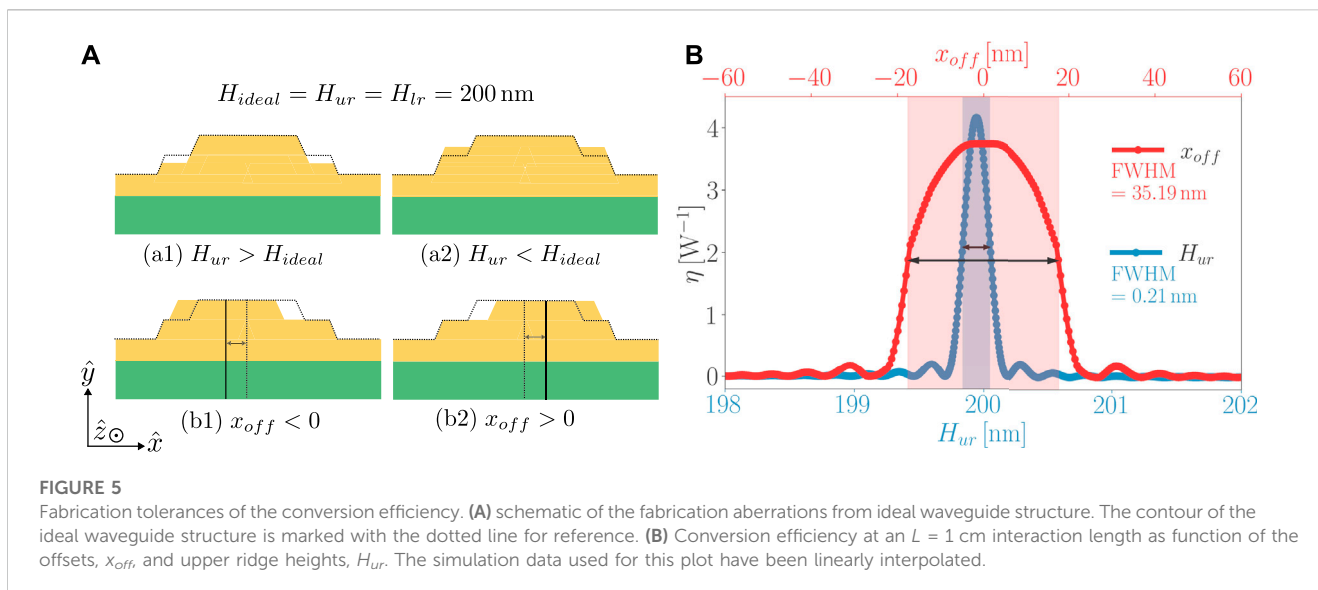 A
H_ideal = H_ur = H_lr = 200 nm
(a1) H_ur > H_ideal
(a2) H_ur < H_ideal
(b1) x_off < 0
(b2) x_off > 0
ŷ
ẑ
x̂
B
x_off [nm]
−60 −40 −20 0 20 40 60
η [W⁻¹]
4
3
2
1
0
x_off
FWHM
= 35.19 nm
H_ur
FWHM
= 0.21 nm
198 199 200 201 202
H_ur [nm]
FIGURE 5
Fabrication tolerances of the conversion efficiency. (A) schematic of the fabrication aberrations from ideal waveguide structure. The contour of the
ideal waveguide structure is marked with the dotted line for reference. (B) Conversion efficiency at an L = 1 cm interaction length as function of the
offsets, x_off, and upper ridge heights, H_ur. The simulation data used for this plot have been linearly interpolated.